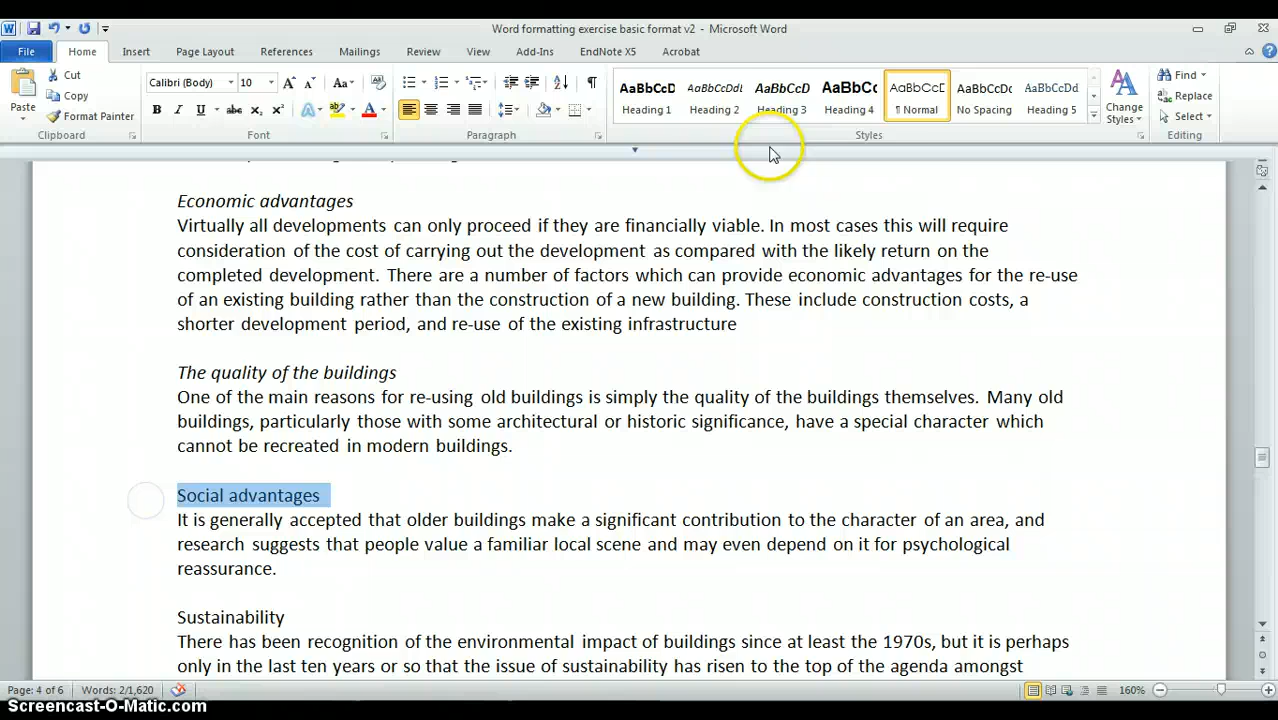 Word formatting exercise basic format v2 - Microsoft Word
File Home Insert Page Layout References Mailings Review View Add-Ins EndNote X5 Acrobat
Paste Cut Copy Format Painter
Clipboard
Calibri (Body) 10
B I U abc x₂ x² A
Font
Paragraph
AaBbCcD AaBbCcDdI AaBbCcD AaBbCc AaBbCcD AaBbCcDc AaBbCcDd
Heading 1 Heading 2 Heading 3 Heading 4 ¶ Normal No Spacing Heading 5
Change Styles
Styles
Find
Replace
Select
Editing
Economic advantages
Virtually all developments can only proceed if they are financially viable. In most cases this will require
consideration of the cost of carrying out the development as compared with the likely return on the
completed development. There are a number of factors which can provide economic advantages for the re-use
of an existing building rather than the construction of a new building. These include construction costs, a
shorter development period, and re-use of the existing infrastructure
The quality of the buildings
One of the main reasons for re-using old buildings is simply the quality of the buildings themselves. Many old
buildings, particularly those with some architectural or historic significance, have a special character which
cannot be recreated in modern buildings.
Social advantages
It is generally accepted that older buildings make a significant contribution to the character of an area, and
research suggests that people value a familiar local scene and may even depend on it for psychological
reassurance.
Sustainability
There has been recognition of the environmental impact of buildings since at least the 1970s, but it is perhaps
only in the last ten years or so that the issue of sustainability has risen to the top of the agenda amongst
Page: 4 of 6 Words: 2/1,620 160%
Screencast-O-Matic.com